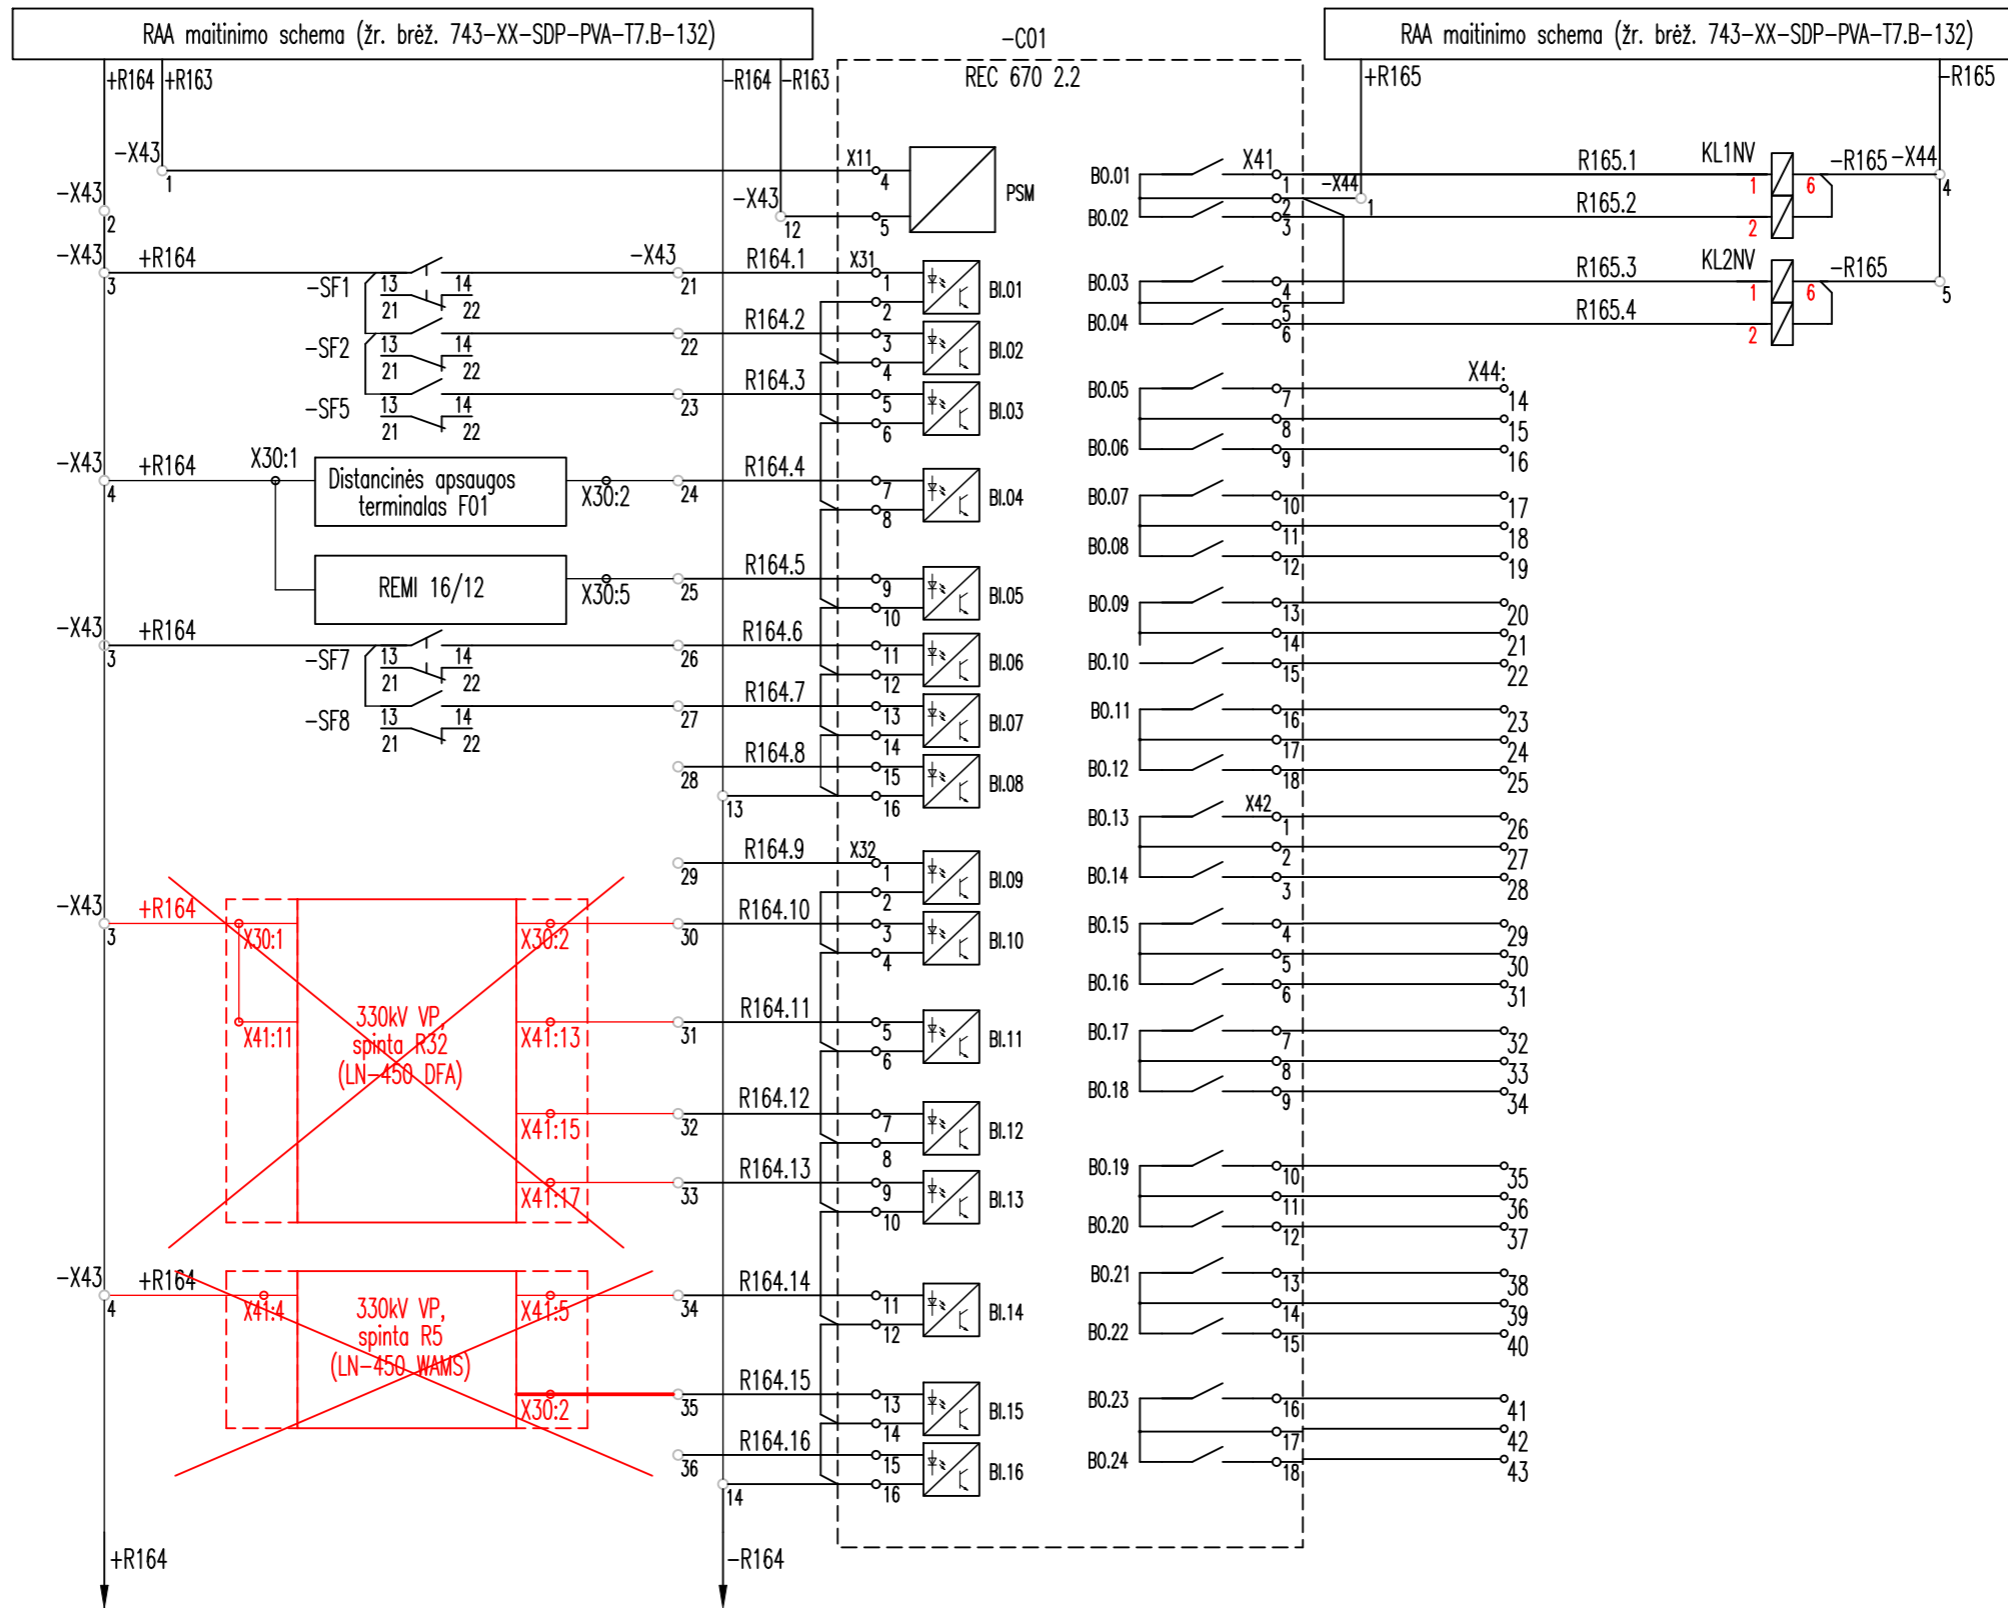 RAA maitinimo schema (žr. brėž. 743-XX-SDP-PVA-T7.B-132)
-C01
RAA maitinimo schema (žr. brėž. 743-XX-SDP-PVA-T7.B-132)
+R164 +R163 -R164 -R163
REC 670 2.2
+R165 -R165
-X43 1 X11 4 PSM
-X43 2 -X43 12 5
-X43 3 +R164 -SF1 13 14 21 22 -X43 21 R164.1 X31 1 2 BI.01
-SF2 13 14 21 22 22 R164.2 3 4 BI.02
-SF5 13 14 21 22 23 R164.3 5 6 BI.03
-X43 4 +R164 X30:1
Distancinės apsaugos
terminalas F01
X30:2 24 R164.4 7 8 BI.04
REMI 16/12 X30:5 25 R164.5 9 10 BI.05
-X43 3 +R164 -SF7 13 14 21 22 26 R164.6 11 12 BI.06
-SF8 13 14 21 22 27 R164.7 13 14 BI.07
28 R164.8 15 16 BI.08
13
29 R164.9 X32 1 2 BI.09
-X43 3 +R164 X30:1 X30:2 30 R164.10 3 4 BI.10
X41:11
330kV VP,
spinta R32
(LN-450 DFA)
X41:13 31 R164.11 5 6 BI.11
X41:15 32 R164.12 7 8 BI.12
X41:17 33 R164.13 9 10 BI.13
-X43 4 +R164 X41:4
330kV VP,
spinta R5
(LN-450 WAMS)
X41:5 34 R164.14 11 12 BI.14
X30:2 35 R164.15 13 14 BI.15
36 R164.16 15 16 BI.16
14
+R164 -R164
BO.01 X41 1 R165.1 KL1NV 1 6 -R165 -X44 4
2 -X44 1
BO.02 3 R165.2 2
BO.03 4 R165.3 KL2NV 1 6 -R165 5
5
BO.04 6 R165.4 2
X44:
BO.05 7 14
8 15
BO.06 9 16
BO.07 10 17
11 18
BO.08 12 19
BO.09 13 20
14 21
BO.10 15 22
BO.11 16 23
17 24
BO.12 18 25
BO.13 X42 1 26
2 27
BO.14 3 28
BO.15 4 29
5 30
BO.16 6 31
BO.17 7 32
8 33
BO.18 9 34
BO.19 10 35
11 36
BO.20 12 37
BO.21 13 38
14 39
BO.22 15 40
BO.23 16 41
17 42
BO.24 18 43